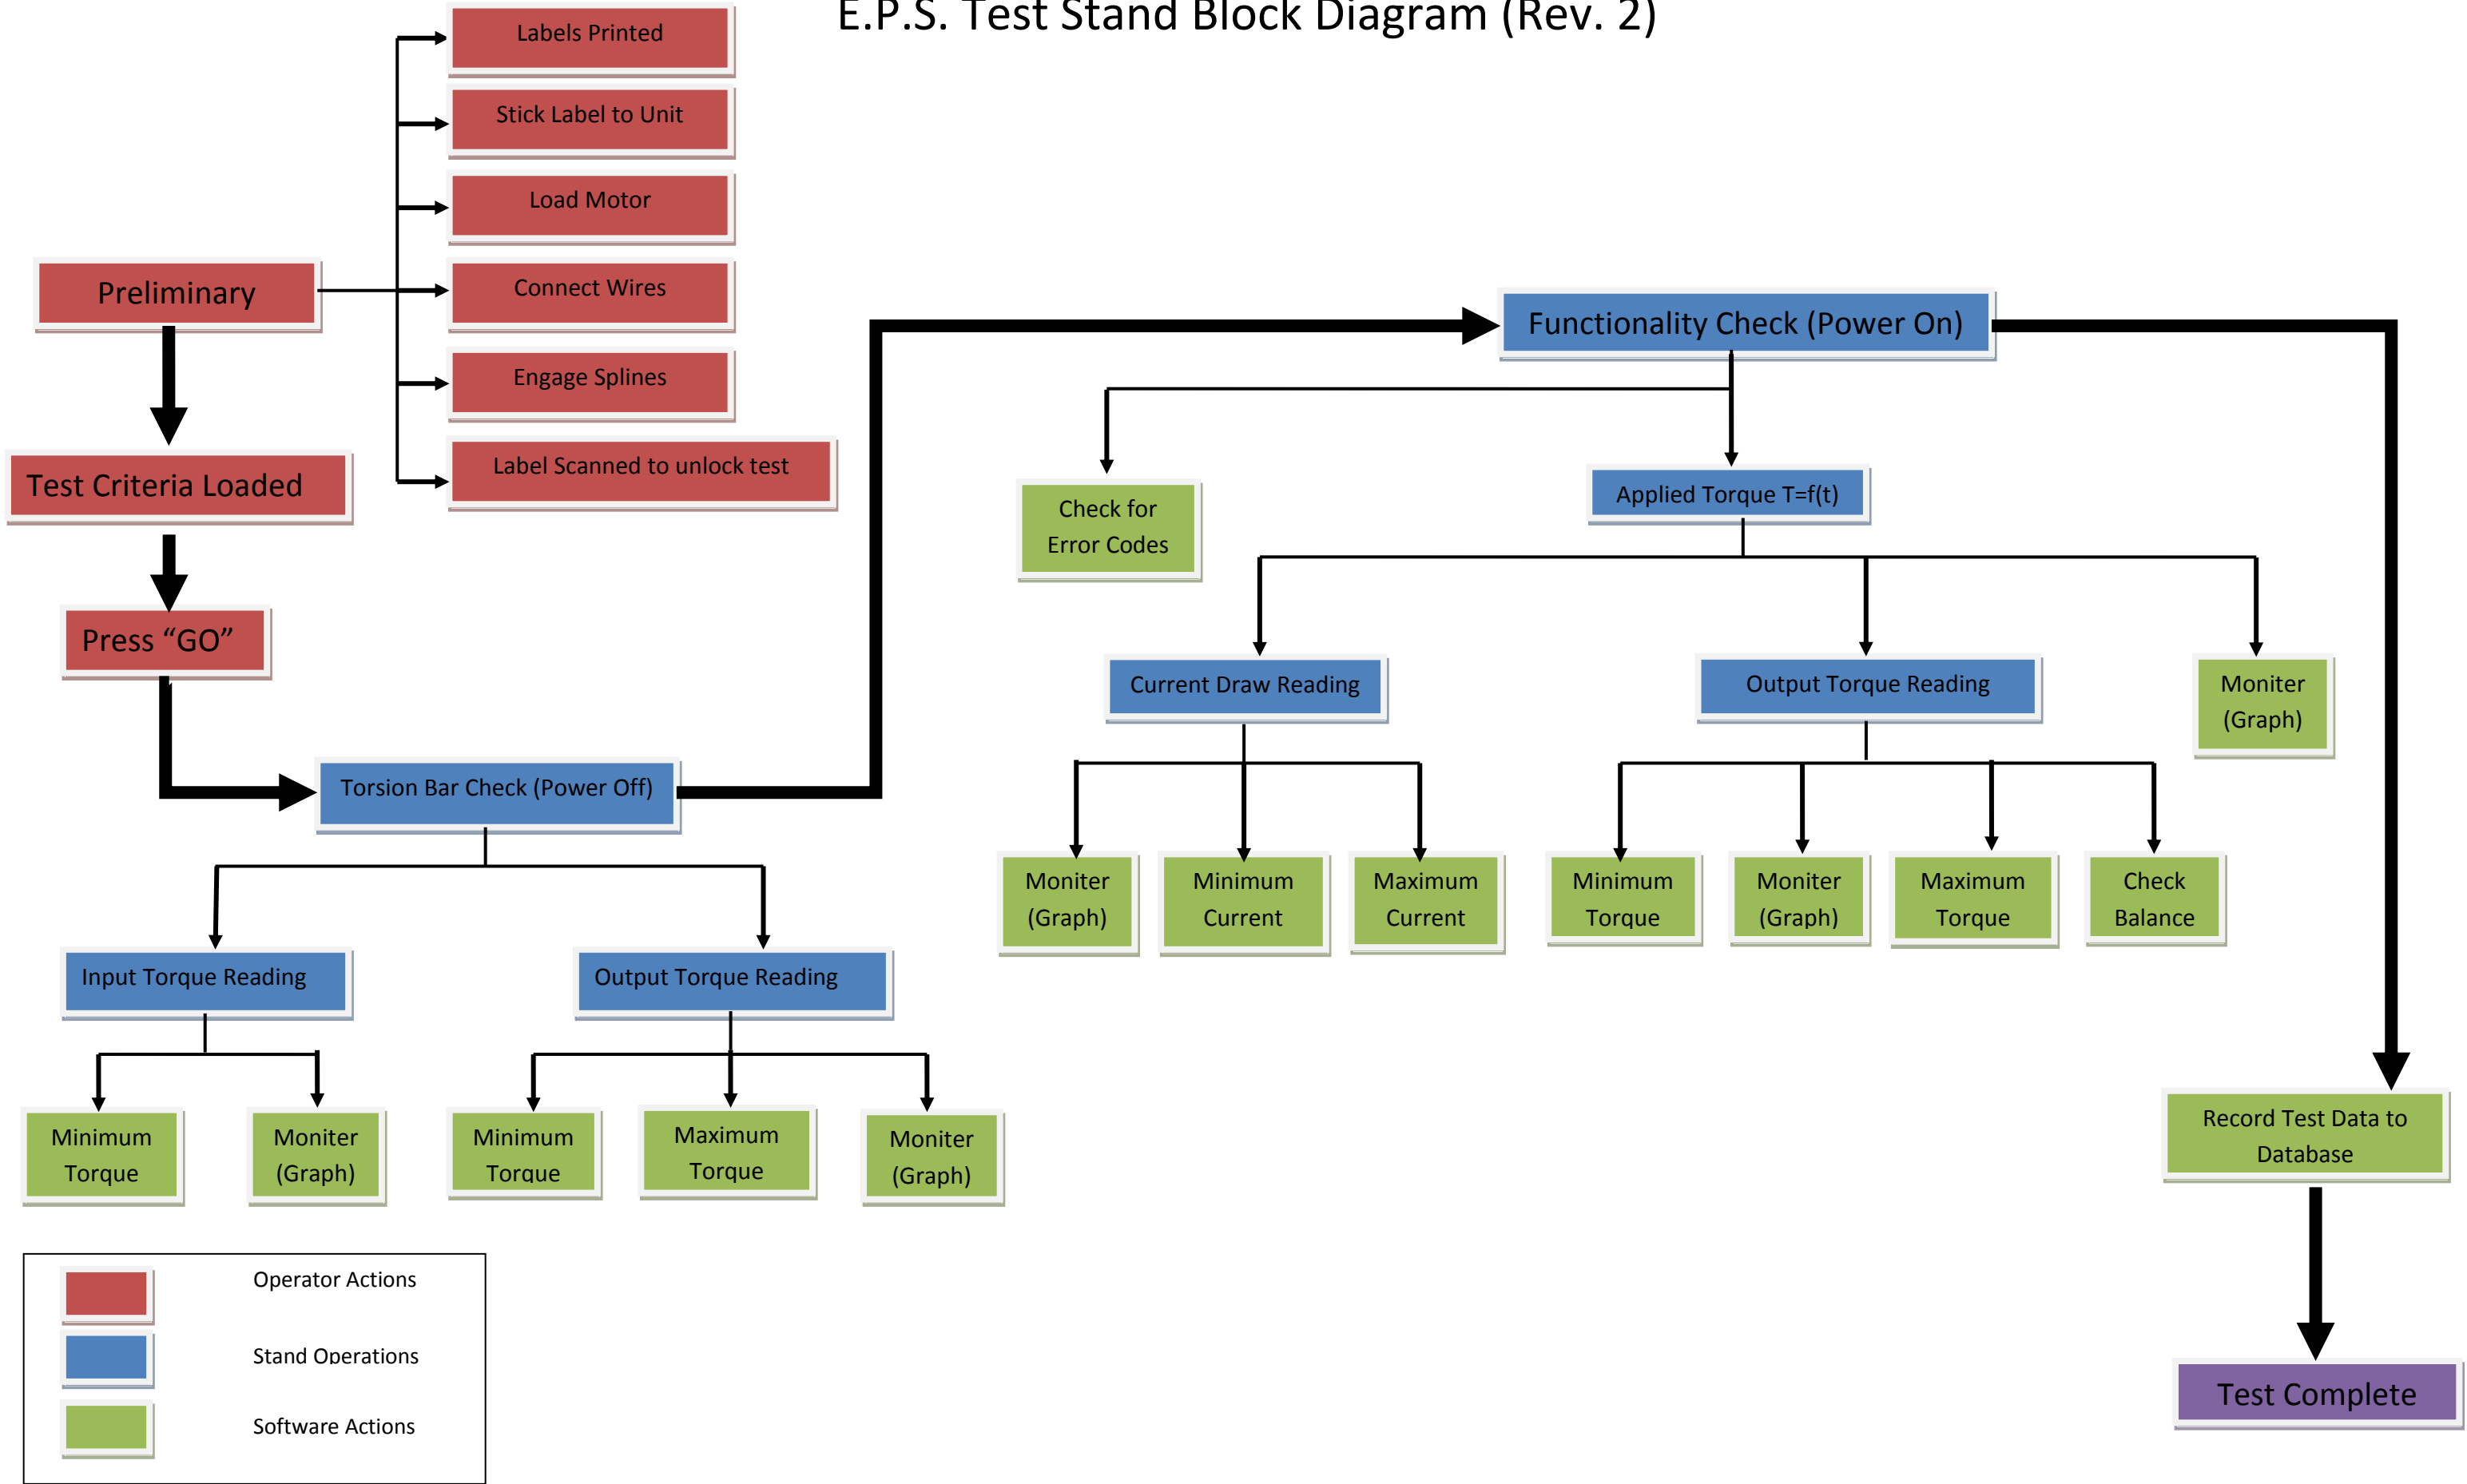 E.P.S. Test Stand Block Diagram (Rev. 2)
Labels Printed
Stick Label to Unit
Load Motor
Connect Wires
Engage Splines
Label Scanned to unlock test
Preliminary
Test Criteria Loaded
Press “GO”
Torsion Bar Check (Power Off)
Input Torque Reading
Output Torque Reading
Minimum
Torque
Moniter
(Graph)
Minimum
Torque
Maximum
Torque
Moniter
(Graph)
Functionality Check (Power On)
Check for
Error Codes
Applied Torque T=f(t)
Current Draw Reading
Output Torque Reading
Moniter
(Graph)
Moniter
(Graph)
Minimum
Current
Maximum
Current
Minimum
Torque
Moniter
(Graph)
Maximum
Torque
Check
Balance
Record Test Data to
Database
Test Complete
Operator Actions
Stand Operations
Software Actions